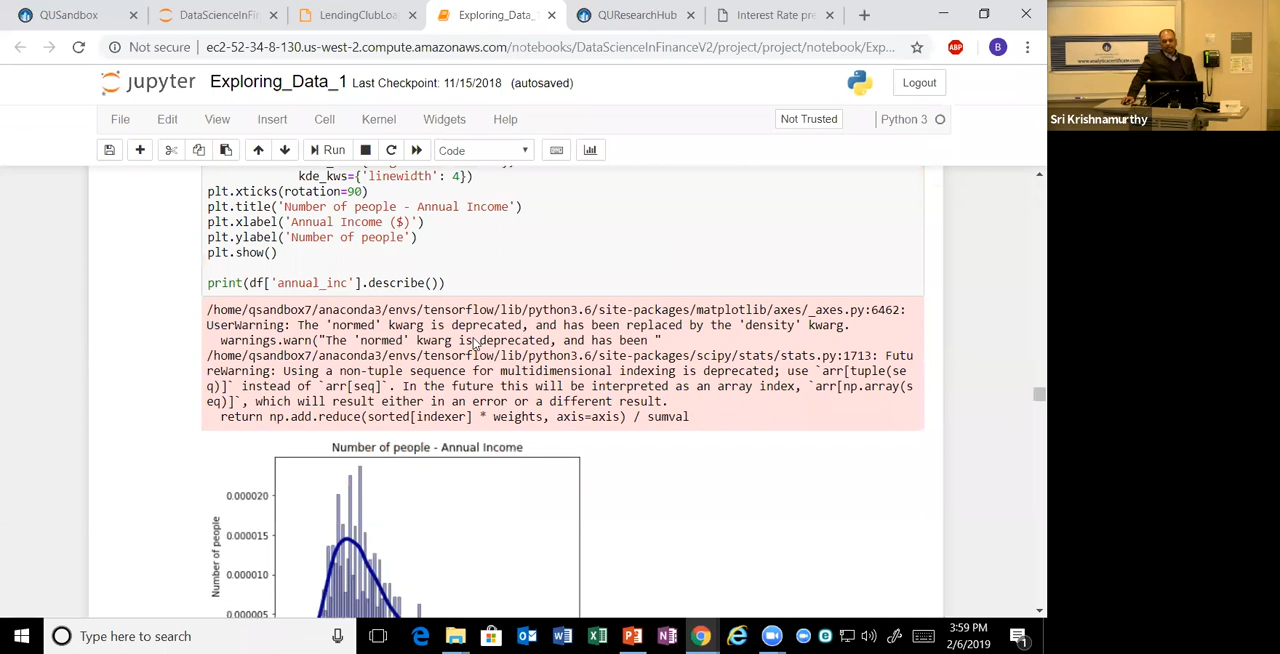 QUSandbox
DataScienceInFi
LendingClubLoa
Exploring_Data_
QUResearchHub
Interest Rate pre
Not secure
ec2-52-34-8-130.us-west-2.compute.amazonaws.com/notebooks/DataScienceInFinanceV2/project/project/notebook/Exp...
ABP
B
jupyter Exploring_Data_1 Last Checkpoint: 11/15/2018 (autosaved)
Logout
File Edit View Insert Cell Kernel Widgets Help
Not Trusted
Python 3
Run
Code
kde_kws={'linewidth': 4})
plt.xticks(rotation=90)
plt.title('Number of people - Annual Income')
plt.xlabel('Annual Income ($)')
plt.ylabel('Number of people')
plt.show()
print(df['annual_inc'].describe())
/home/qsandbox7/anaconda3/envs/tensorflow/lib/python3.6/site-packages/matplotlib/axes/_axes.py:6462:
UserWarning: The 'normed' kwarg is deprecated, and has been replaced by the 'density' kwarg.
warnings.warn("The 'normed' kwarg is deprecated, and has been "
/home/qsandbox7/anaconda3/envs/tensorflow/lib/python3.6/site-packages/scipy/stats/stats.py:1713: Futu
reWarning: Using a non-tuple sequence for multidimensional indexing is deprecated; use `arr[tuple(se
q)]` instead of `arr[seq]`. In the future this will be interpreted as an array index, `arr[np.array(s
eq)]`, which will result either in an error or a different result.
return np.add.reduce(sorted[indexer] * weights, axis=axis) / sumval
Number of people - Annual Income
Number of people
0.000020
0.000015
0.000010
0.000005
www.analyticscertificate.com
Sri Krishnamurthy
Type here to search
3:59 PM
2/6/2019
1